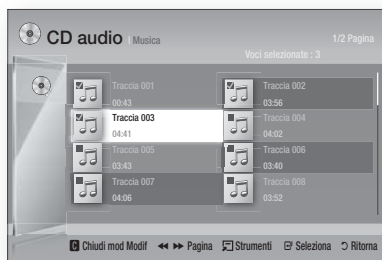 CD audio | Musica
1/2 Pagina
Voci selezionate : 3
Traccia 001
00:43
Traccia 002
03:56
Traccia 003
04:41
Traccia 004
04:02
Traccia 005
03:43
Traccia 006
03:40
Traccia 007
04:06
Traccia 008
03:52
C Chiudi mod Modif ◀◀ ▶▶ Pagina Strumenti Seleziona Ritorna